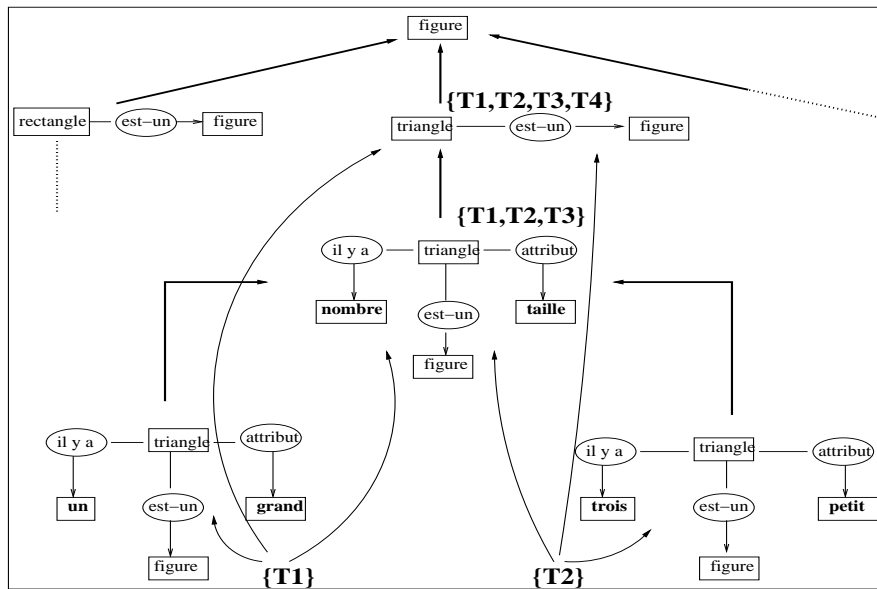 figure
{T1,T2,T3,T4}
rectangle est-un figure triangle est-un figure
{T1,T2,T3}
il y a triangle attribut
nombre taille
est-un
figure
il y a triangle attribut il y a triangle attribut
un est-un grand trois est-un petit
figure {T1} {T2} figure